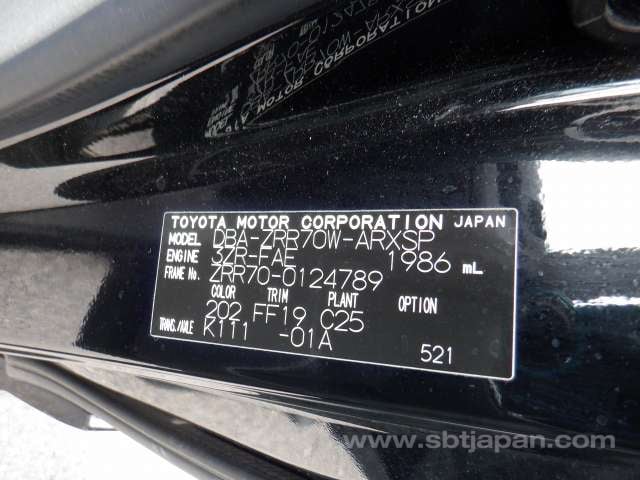 TOYOTA MOTOR CORPORATION JAPAN
MODEL DBA-ZRR70W-ARXSP
ENGINE 3ZR-FAE 1986 mL
FRAME No. ZRR70-0124789
COLOR TRIM PLANT OPTION
202 FF19 C25
TRANS./AXLE K111 -01A
521
www.sbtjapan.com